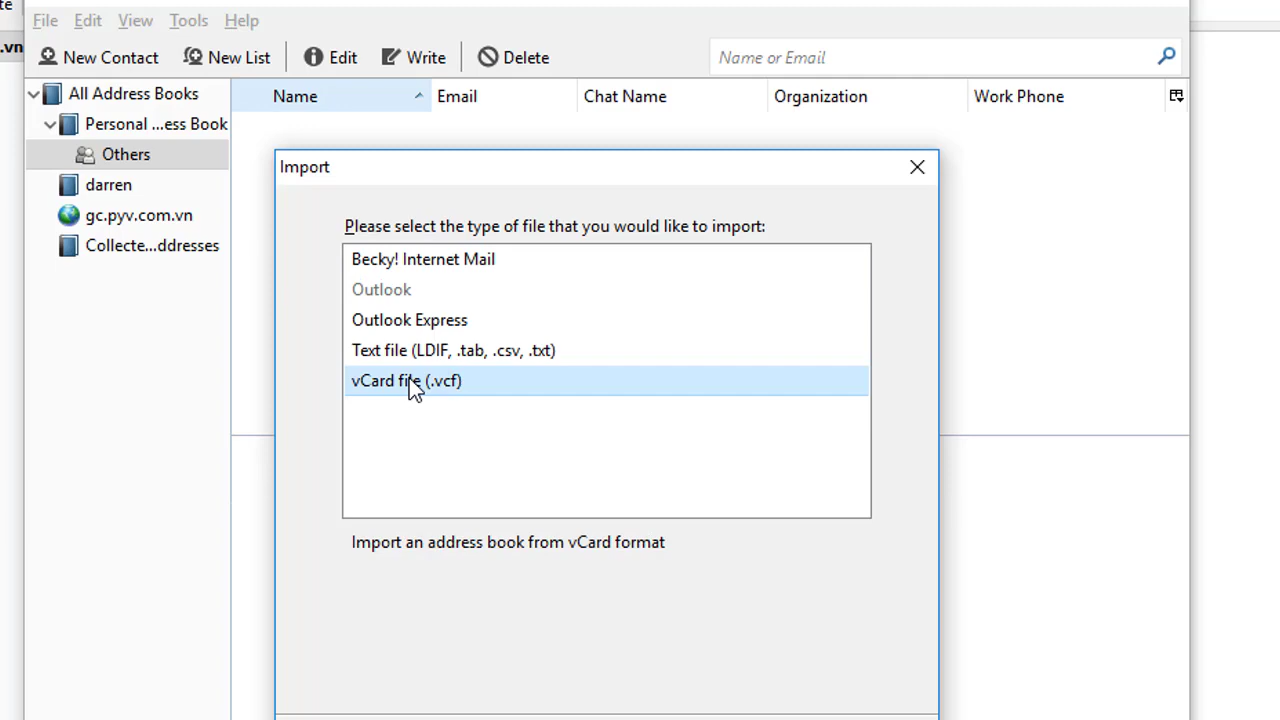 te
File Edit View Tools Help
.vn
New Contact New List Edit Write Delete Name or Email
All Address Books
Name Email Chat Name Organization Work Phone
Personal ...ess Book
Others
darren
gc.pyv.com.vn
Collecte...ddresses
Import
Please select the type of file that you would like to import:
Becky! Internet Mail
Outlook
Outlook Express
Text file (LDIF, .tab, .csv, .txt)
vCard file (.vcf)
Import an address book from vCard format